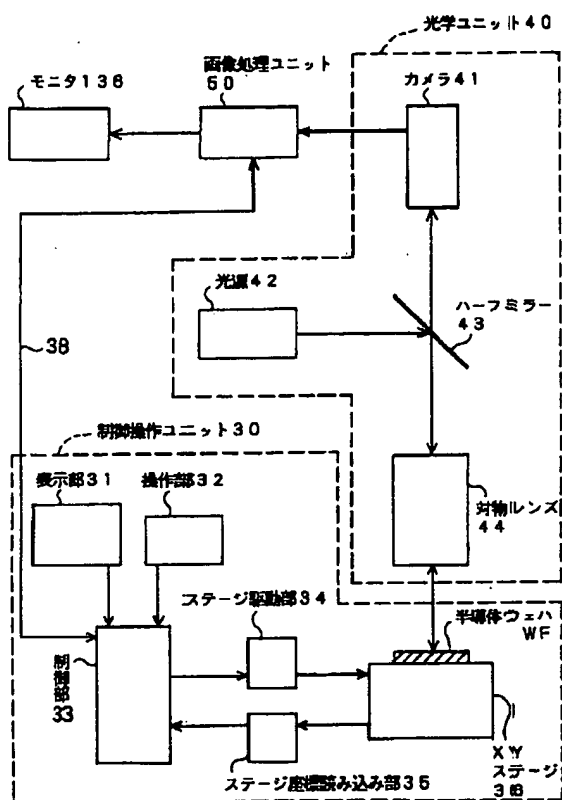 光学ユニット40
モニタ136
画像処理ユニット
50
カメラ41
光源42
ハーフミラー
43
38
制御操作ユニット30
表示部31
操作部32
対物レンズ
44
ステージ駆動部34
半導体ウェハ
WF
制御部
33
ステージ座標読み込み部35
XY
ステージ
36